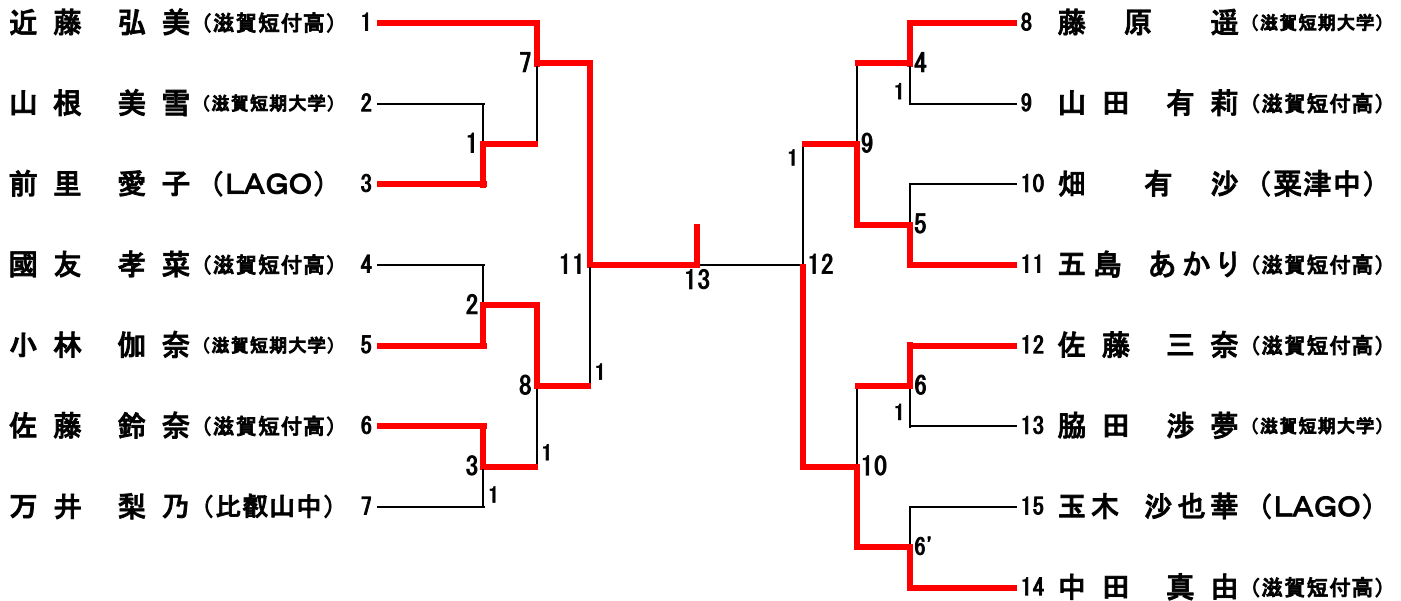 近藤 弘美 (滋賀短付高) 1
山根 美雪 (滋賀短期大学) 2
前里 愛子 (LAGO) 3
國友 孝菜 (滋賀短付高) 4
小林 伽奈 (滋賀短期大学) 5
佐藤 鈴奈 (滋賀短付高) 6
万井 梨乃 (比叡山中) 7
7
1
11
2
8
1
3
1
1
13
8 藤原 遥 (滋賀短期大学)
9 山田 有莉 (滋賀短付高)
10 畑 有沙 (粟津中)
11 五島 あかり (滋賀短付高)
12 佐藤 三奈 (滋賀短付高)
13 脇田 渉夢 (滋賀短期大学)
15 玉木 沙也華 (LAGO)
14 中田 真由 (滋賀短付高)
4
1
9
1
5
12
6
1
10
6'